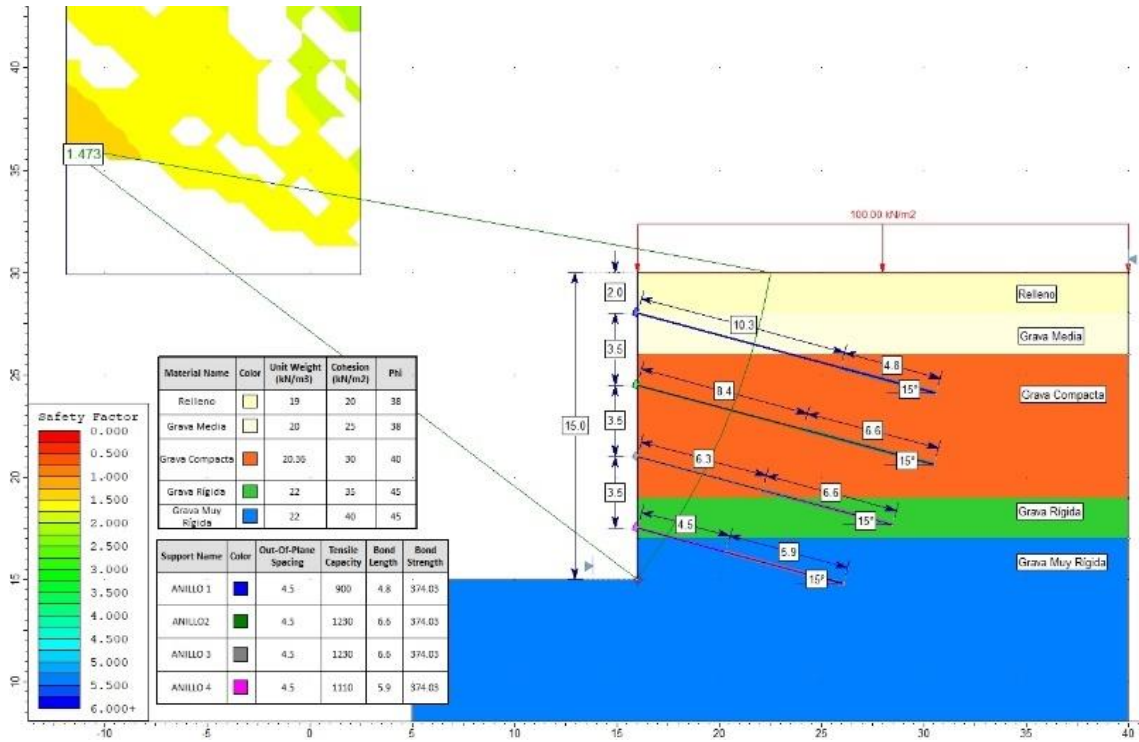 40
35
30
25
20
15
10
1.473
100.00 kN/m2
2.0
3.5
3.5
3.5
15.0
10.3
4.8
15°
8.4
6.6
15°
6.3
6.6
15°
4.5
5.9
15°
Relleno
Grava Media
Grava Compacta
Grava Rígida
Grava Muy Rígida
Safety Factor
0.000
0.500
1.000
1.500
2.000
2.500
3.000
3.500
4.000
4.500
5.000
5.500
6.000+
Material Name Color Unit Weight (kN/m3) Cohesion (kN/m2) Phi
Relleno 19 20 38
Grava Media 20 25 38
Grava Compacta 20.36 30 40
Grava Rígida 22 35 45
Grava Muy Rígida 22 40 45
Support Name Color Out-Of-Plane Spacing Tensile Capacity Bond Length Bond Strength
ANILLO 1 4.5 900 4.8 374.03
ANILLO2 4.5 1230 6.6 374.03
ANILLO 3 4.5 1230 6.6 374.03
ANILLO 4 4.5 1110 5.9 374.03
-10 -5 0 5 10 15 20 25 30 35 40